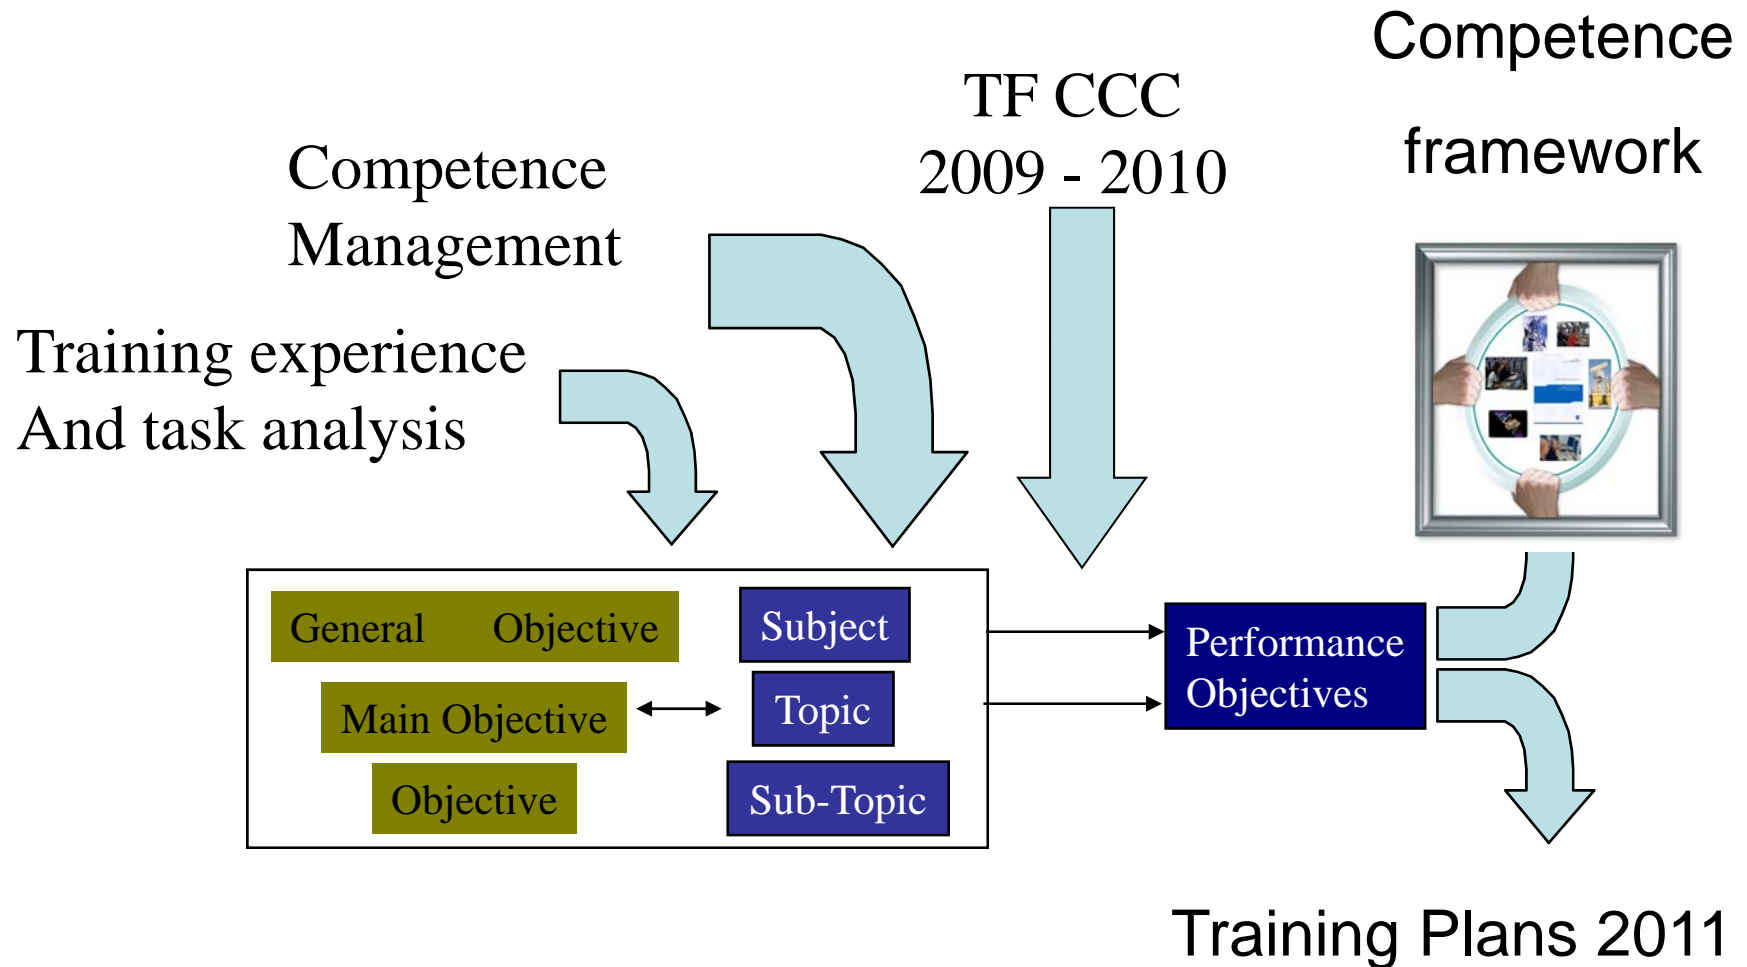 Competence
framework
TF CCC
2009 - 2010
Competence
Management
Training experience
And task analysis
General Objective
Subject
Main Objective
Topic
Objective
Sub-Topic
Performance
Objectives
Training Plans 2011